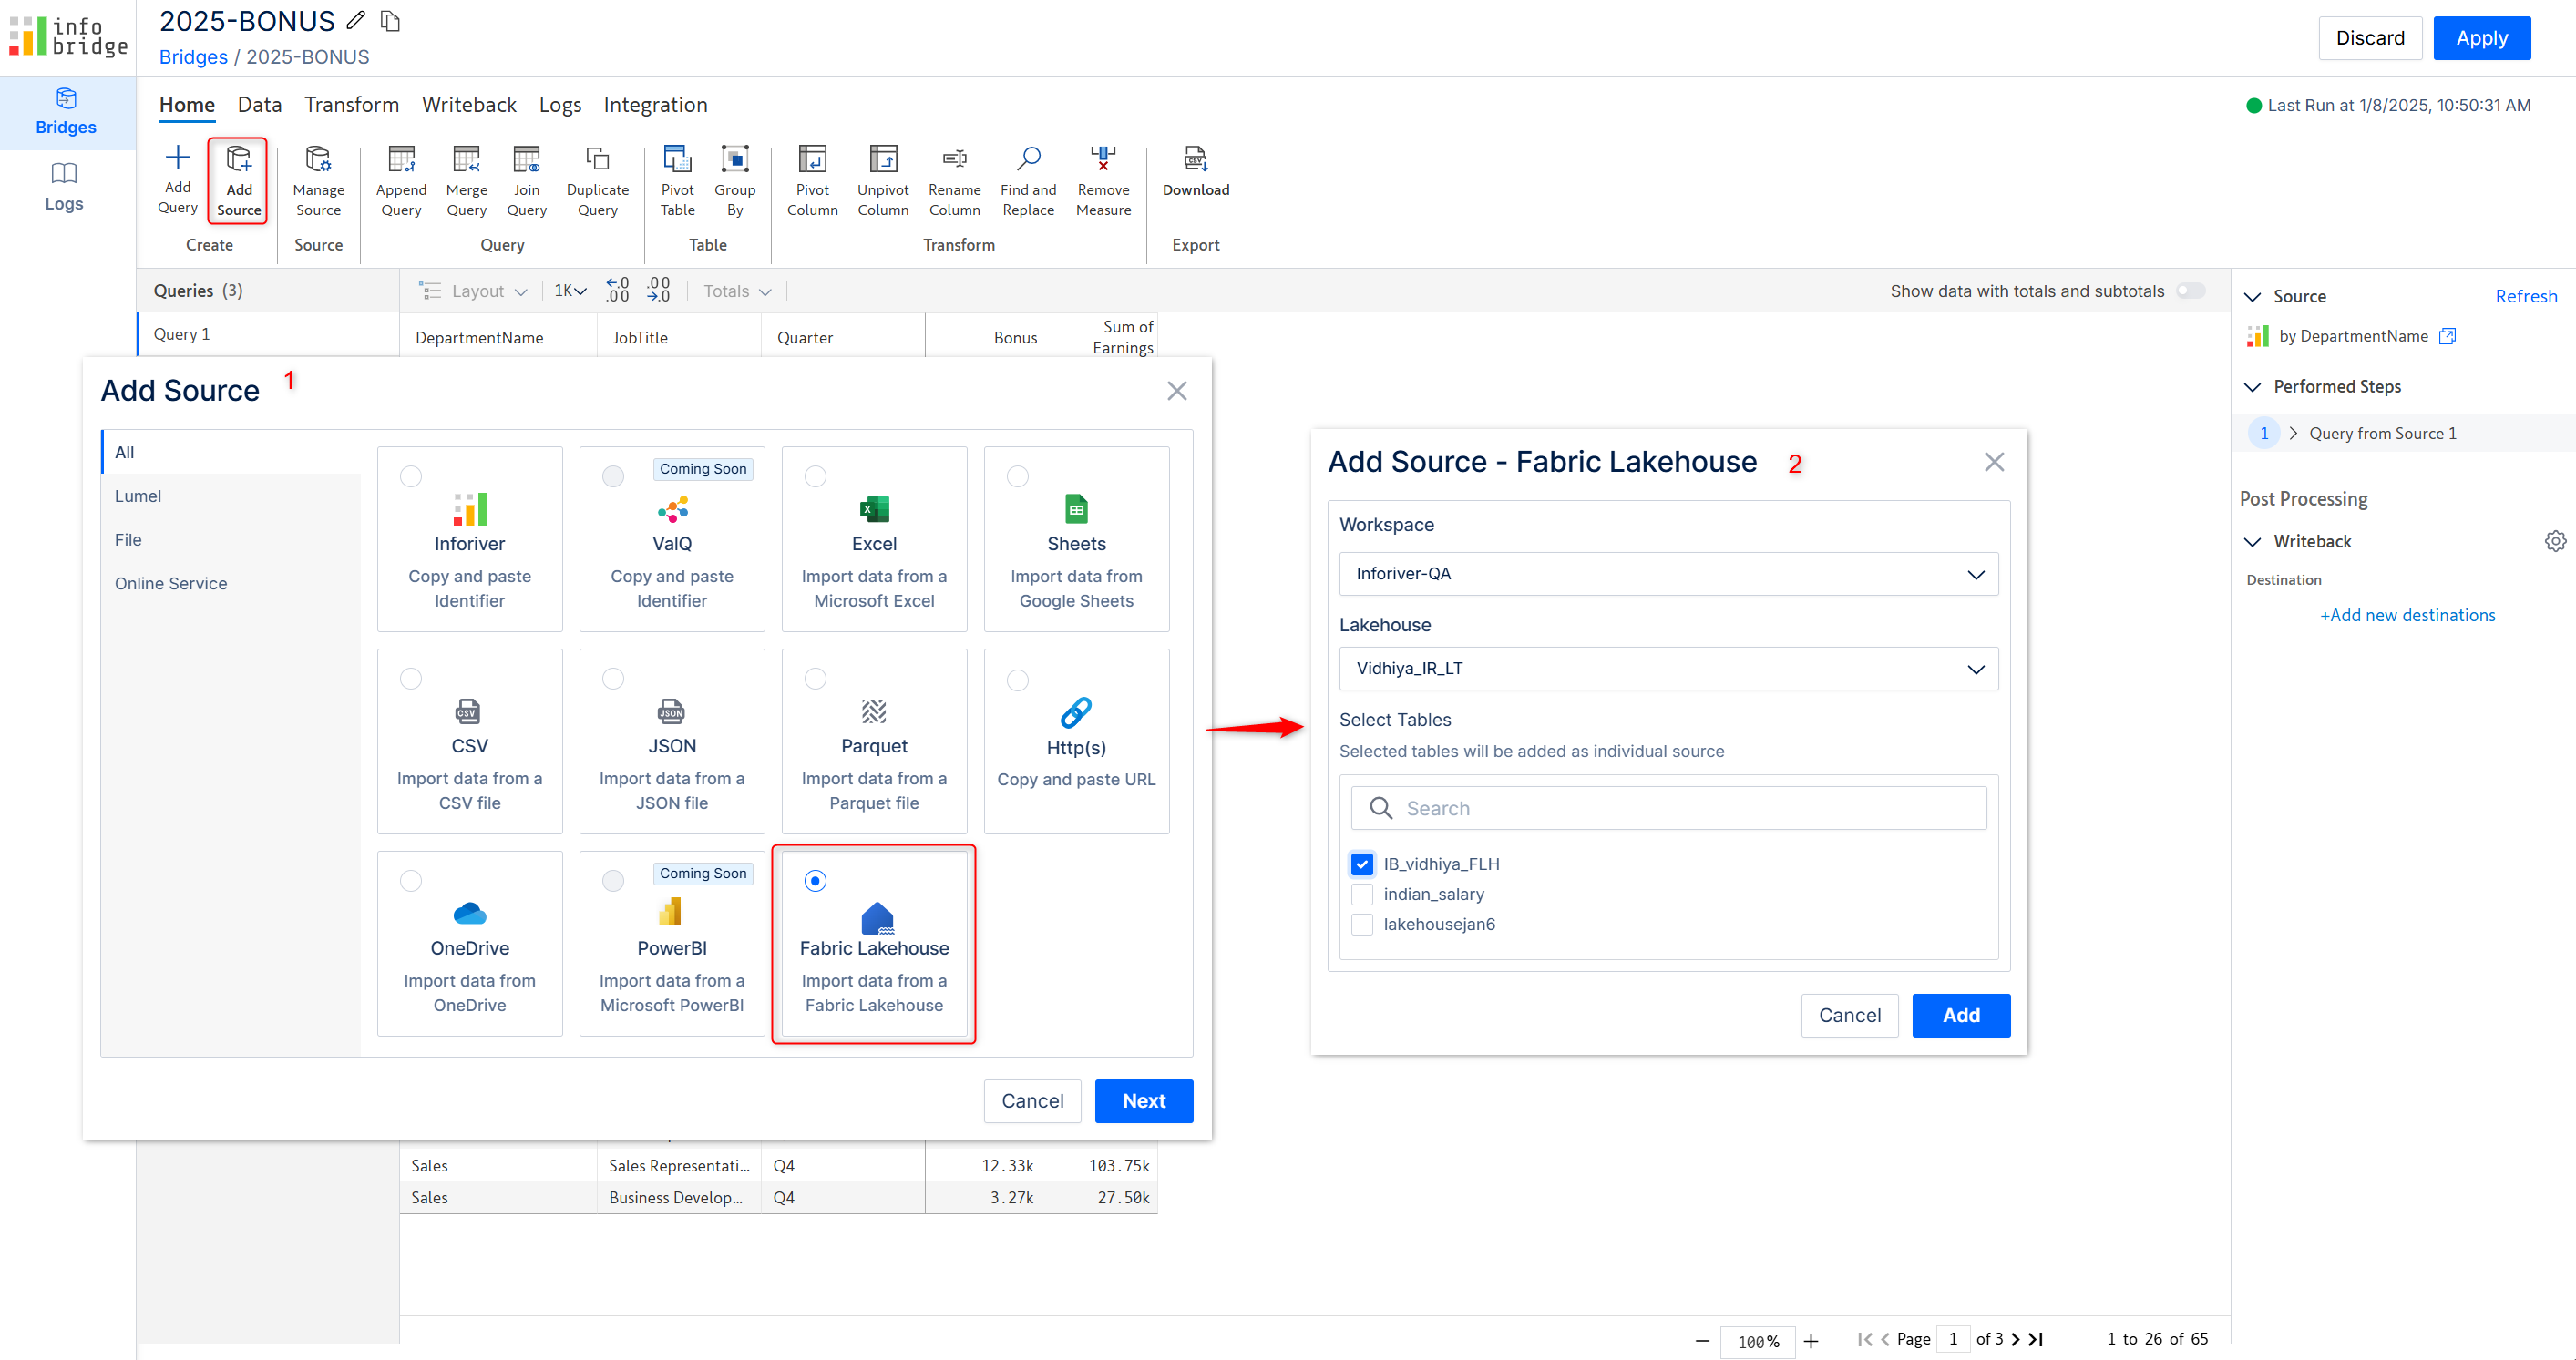 info
bridge
2025-BONUS
Bridges / 2025-BONUS
Discard
Apply
Bridges
Logs
Home Data Transform Writeback Logs Integration
Last Run at 1/8/2025, 10:50:31 AM
Add
Query
Add
Source
Create
Manage
Source
Source
Append
Query
Merge
Query
Join
Query
Duplicate
Query
Query
Pivot
Table
Group
By
Table
Pivot
Column
Unpivot
Column
Rename
Column
Find and
Replace
Remove
Measure
Transform
CSV
Download
Export
Queries (3)
Layout
1K
.0
.00
.00
.0
Totals
Show data with totals and subtotals
Query 1
DepartmentName
JobTitle
Quarter
Bonus
Sum of
Earnings
Add Source 1
All
Lumel
File
Online Service
Inforiver
Copy and paste
Identifier
Coming Soon
ValQ
Copy and paste
Identifier
X
Excel
Import data from a
Microsoft Excel
Sheets
Import data from
Google Sheets
CSV
CSV
Import data from a
CSV file
JSON
JSON
Import data from a
JSON file
Parquet
Import data from a
Parquet file
Http(s)
Copy and paste URL
OneDrive
Import data from
OneDrive
Coming Soon
PowerBI
Import data from a
Microsoft PowerBI
Fabric Lakehouse
Import data from a
Fabric Lakehouse
Cancel
Next
Add Source - Fabric Lakehouse 2
Workspace
Inforiver-QA
Lakehouse
Vidhiya_IR_LT
Select Tables
Selected tables will be added as individual source
Search
IB_vidhiya_FLH
indian_salary
lakehousejan6
Cancel
Add
Sales Sales Representati... Q4 12.33k 103.75k
Sales Business Develop... Q4 3.27k 27.50k
Source
Refresh
by DepartmentName
Performed Steps
1 Query from Source 1
Post Processing
Writeback
Destination
+Add new destinations
100%
Page 1 of 3
1 to 26 of 65